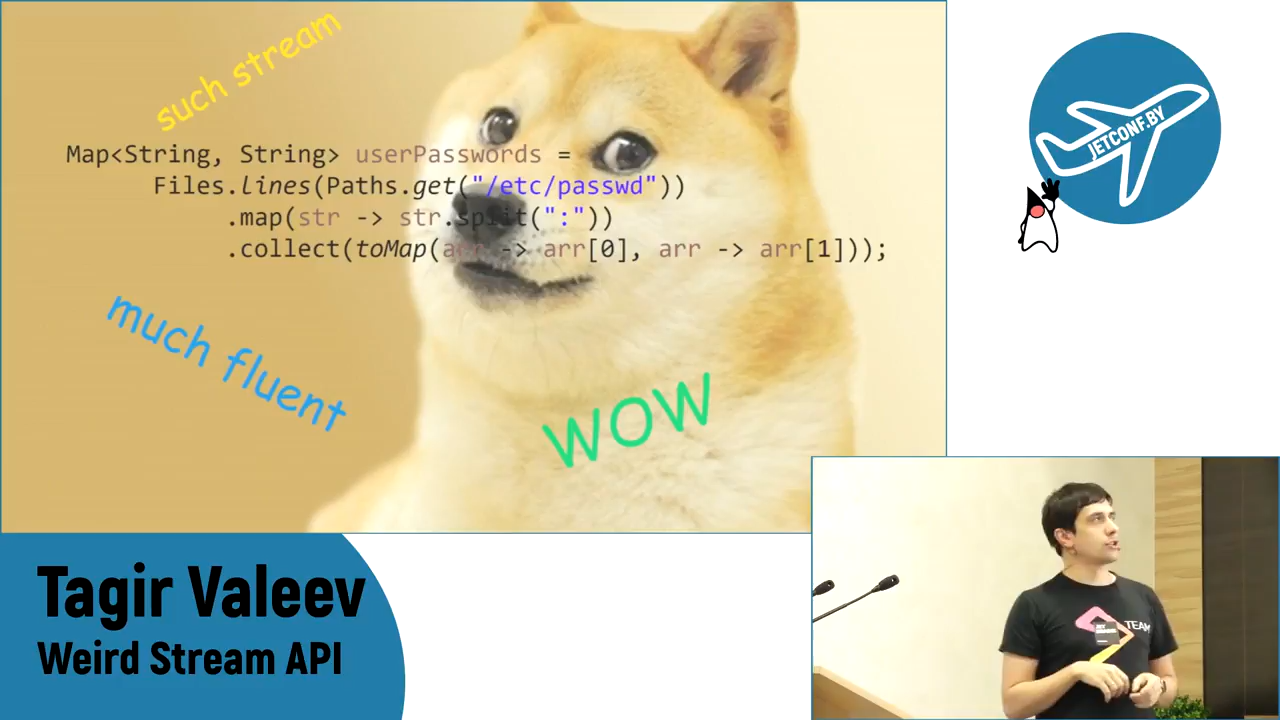 such stream
Map<String, String> userPasswords =
Files.lines(Paths.get("/etc/passwd"))
.map(str -> str.split(":"))
.collect(toMap(arr -> arr[0], arr -> arr[1]));
much fluent
wow
JETCONF.BY
Tagir Valeev
Weird Stream API
TEAM